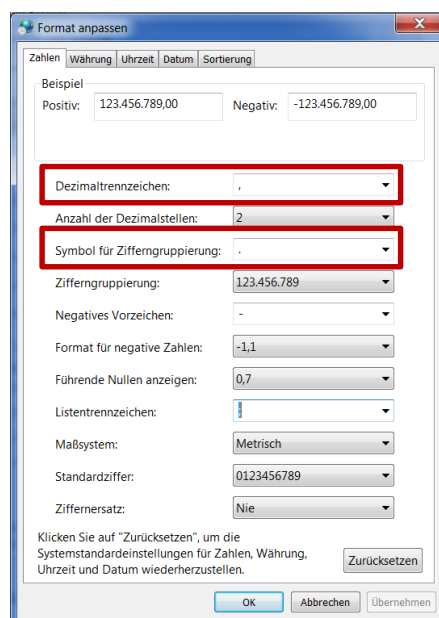 Format anpassen
Zahlen Währung Uhrzeit Datum Sortierung
Beispiel
Positiv: 123.456.789,00 Negativ: -123.456.789,00
Dezimaltrennzeichen: ,
Anzahl der Dezimalstellen: 2
Symbol für Zifferngruppierung: .
Zifferngruppierung: 123.456.789
Negatives Vorzeichen: -
Format für negative Zahlen: -1,1
Führende Nullen anzeigen: 0,7
Listentrennzeichen: ;
Maßsystem: Metrisch
Standardziffer: 0123456789
Ziffernersatz: Nie
Klicken Sie auf "Zurücksetzen", um die
Systemstandardeinstellungen für Zahlen, Währung,
Uhrzeit und Datum wiederherzustellen.
Zurücksetzen
OK Abbrechen Übernehmen